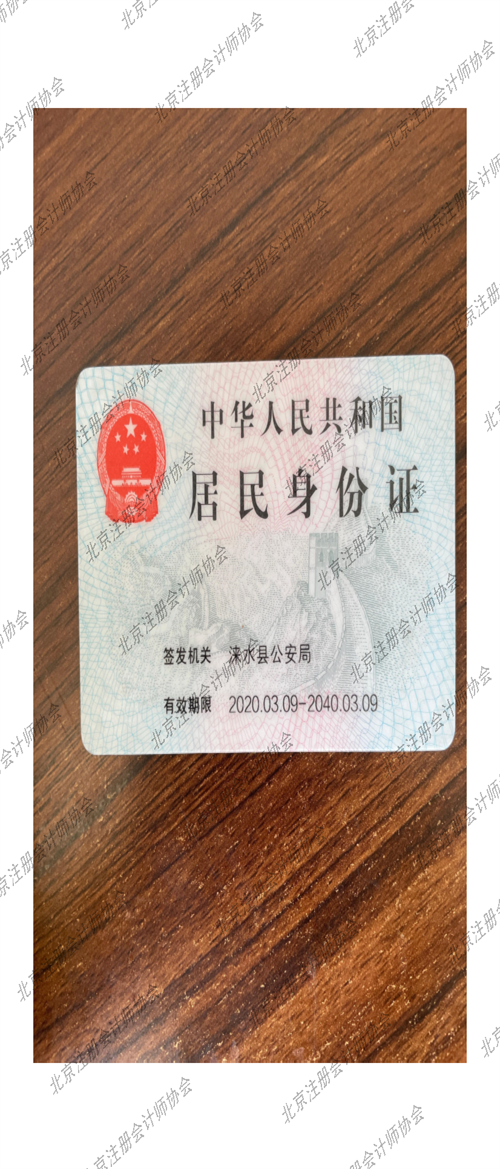 中华人民共和国
居民身份证
签发机关 涞水县公安局
有效期限 2020.03.09-2040.03.09
北京注册会计师协会